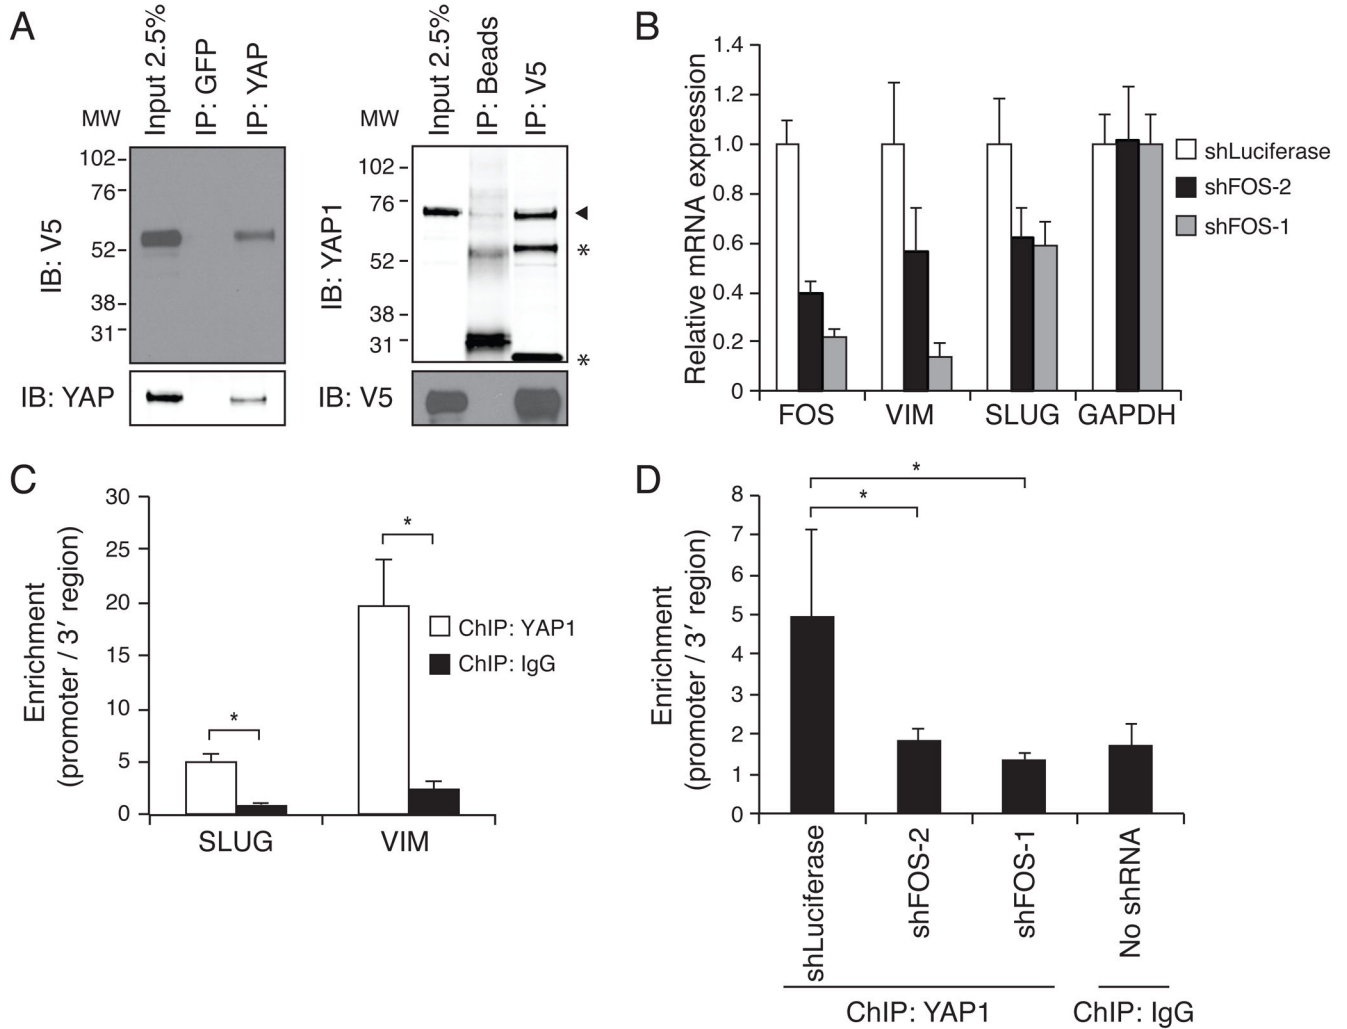 A
Input 2.5%
IP: GFP
IP: YAP
MW
102
76
52
38
31
IB: V5
IB: YAP
Input 2.5%
IP: Beads
IP: V5
MW
102
76
52
38
31
IB: YAP1
IB: V5
*
*
B
Relative mRNA expression
1.4
1.2
1.0
0.8
0.6
0.4
0.2
0
FOS
VIM
SLUG
GAPDH
shLuciferase
shFOS-2
shFOS-1
C
Enrichment
(promoter / 3′ region)
30
25
20
15
10
5
0
*
*
SLUG
VIM
ChIP: YAP1
ChIP: IgG
D
Enrichment
(promoter / 3′ region)
8
7
6
5
4
3
2
1
0
*
*
shLuciferase
shFOS-2
shFOS-1
No shRNA
ChIP: YAP1
ChIP: IgG